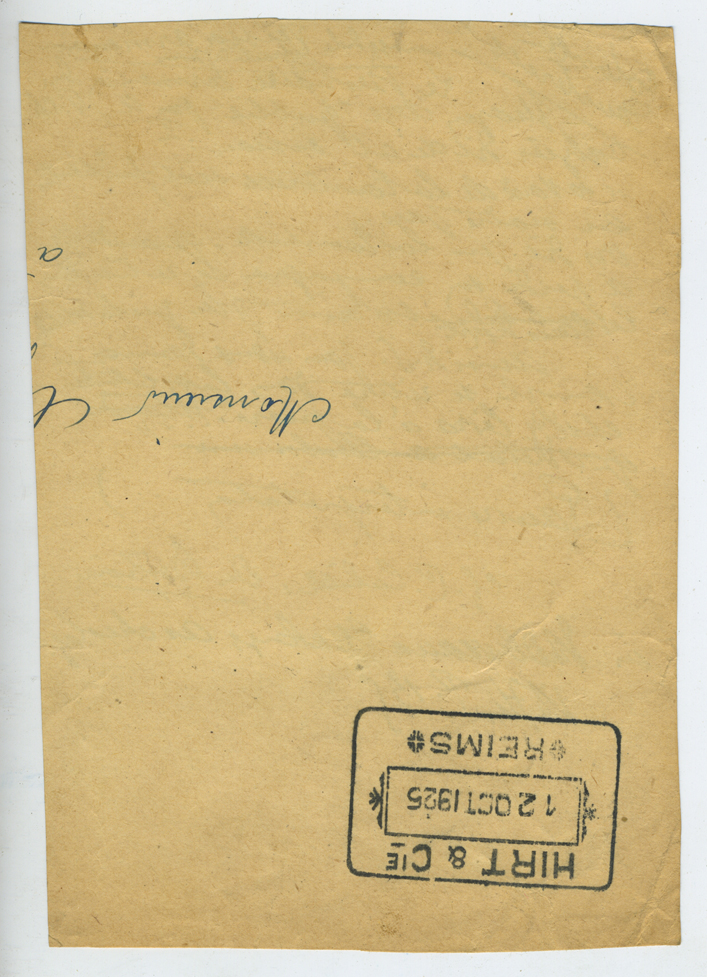 HIRT & CIE
12 OCT 1925
REIMS
Monsieur
à